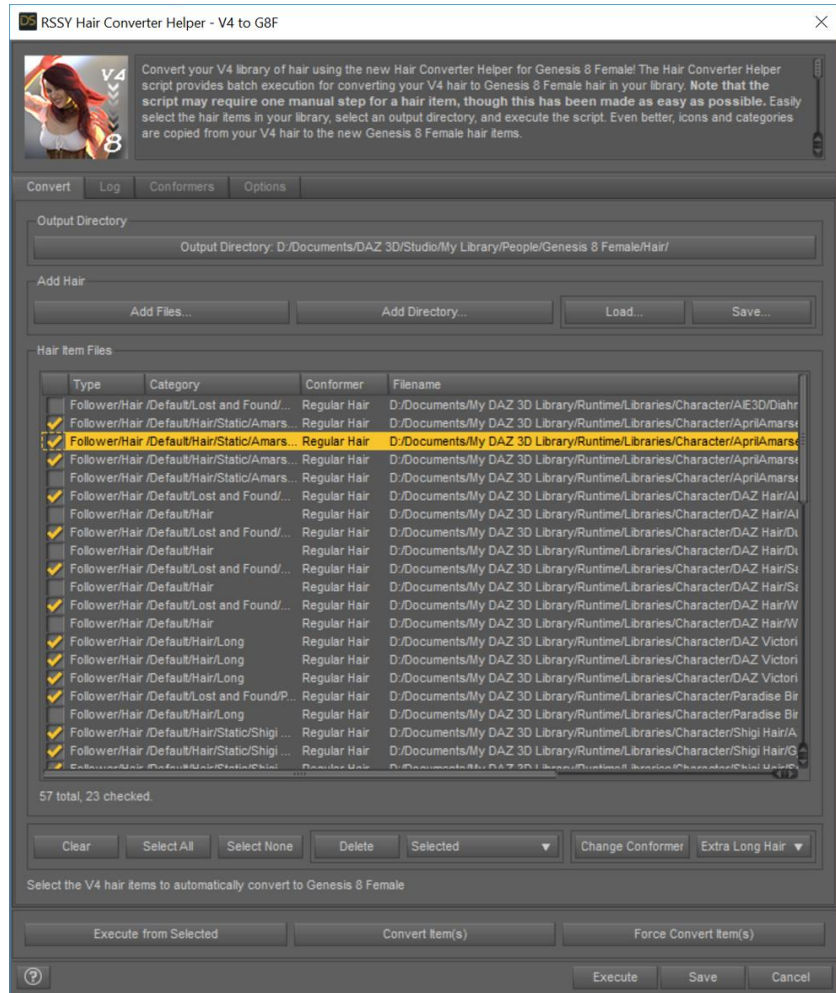 RSSY Hair Converter Helper - V4 to G8F
V4
8
Convert your V4 library of hair using the new Hair Converter Helper for Genesis 8 Female! The Hair Converter Helper
script provides batch execution for converting your V4 hair to Genesis 8 Female hair in your library. Note that the
script may require one manual step for a hair item, though this has been made as easy as possible. Easily
select the hair items in your library, select an output directory, and execute the script. Even better, icons and categories
are copied from your V4 hair to the new Genesis 8 Female hair items.
Convert Log Conformers Options
Output Directory
Output Directory: D:/Documents/DAZ 3D/Studio/My Library/People/Genesis 8 Female/Hair/
Add Hair
Add Files... Add Directory... Load... Save...
Hair Item Files
Type Category Conformer Filename
Follower/Hair /Default/Lost and Found/... Regular Hair D:/Documents/My DAZ 3D Library/Runtime/Libraries/Character/AIE3D/Diahr
Follower/Hair /Default/Hair/Static/Amars... Regular Hair D:/Documents/My DAZ 3D Library/Runtime/Libraries/Character/AprilAmarse
Follower/Hair /Default/Hair/Static/Amars... Regular Hair D:/Documents/My DAZ 3D Library/Runtime/Libraries/Character/AprilAmarse
Follower/Hair /Default/Hair/Static/Amars... Regular Hair D:/Documents/My DAZ 3D Library/Runtime/Libraries/Character/AprilAmarse
Follower/Hair /Default/Hair/Static/Amars... Regular Hair D:/Documents/My DAZ 3D Library/Runtime/Libraries/Character/AprilAmarse
Follower/Hair /Default/Lost and Found/... Regular Hair D:/Documents/My DAZ 3D Library/Runtime/Libraries/Character/DAZ Hair/Al
Follower/Hair /Default/Hair Regular Hair D:/Documents/My DAZ 3D Library/Runtime/Libraries/Character/DAZ Hair/Al
Follower/Hair /Default/Lost and Found/... Regular Hair D:/Documents/My DAZ 3D Library/Runtime/Libraries/Character/DAZ Hair/Du
Follower/Hair /Default/Hair Regular Hair D:/Documents/My DAZ 3D Library/Runtime/Libraries/Character/DAZ Hair/Du
Follower/Hair /Default/Lost and Found/... Regular Hair D:/Documents/My DAZ 3D Library/Runtime/Libraries/Character/DAZ Hair/Sa
Follower/Hair /Default/Hair Regular Hair D:/Documents/My DAZ 3D Library/Runtime/Libraries/Character/DAZ Hair/Sa
Follower/Hair /Default/Lost and Found/... Regular Hair D:/Documents/My DAZ 3D Library/Runtime/Libraries/Character/DAZ Hair/W
Follower/Hair /Default/Hair Regular Hair D:/Documents/My DAZ 3D Library/Runtime/Libraries/Character/DAZ Hair/W
Follower/Hair /Default/Hair/Long Regular Hair D:/Documents/My DAZ 3D Library/Runtime/Libraries/Character/DAZ Victori
Follower/Hair /Default/Hair/Long Regular Hair D:/Documents/My DAZ 3D Library/Runtime/Libraries/Character/DAZ Victori
Follower/Hair /Default/Hair/Long Regular Hair D:/Documents/My DAZ 3D Library/Runtime/Libraries/Character/DAZ Victori
Follower/Hair /Default/Lost and Found/P... Regular Hair D:/Documents/My DAZ 3D Library/Runtime/Libraries/Character/Paradise Bir
Follower/Hair /Default/Hair/Long Regular Hair D:/Documents/My DAZ 3D Library/Runtime/Libraries/Character/Paradise Bir
Follower/Hair /Default/Hair/Static/Shigi ... Regular Hair D:/Documents/My DAZ 3D Library/Runtime/Libraries/Character/Shigi Hair/A
Follower/Hair /Default/Hair/Static/Shigi ... Regular Hair D:/Documents/My DAZ 3D Library/Runtime/Libraries/Character/Shigi Hair/G
Follower/Hair /Default/Hair/Static/Shigi ... Regular Hair D:/Documents/My DAZ 3D Library/Runtime/Libraries/Character/Shigi Hair/S
57 total, 23 checked.
Clear Select All Select None Delete Selected Change Conformer Extra Long Hair
Select the V4 hair items to automatically convert to Genesis 8 Female
Execute from Selected Convert Item(s) Force Convert Item(s)
? Execute Save Cancel